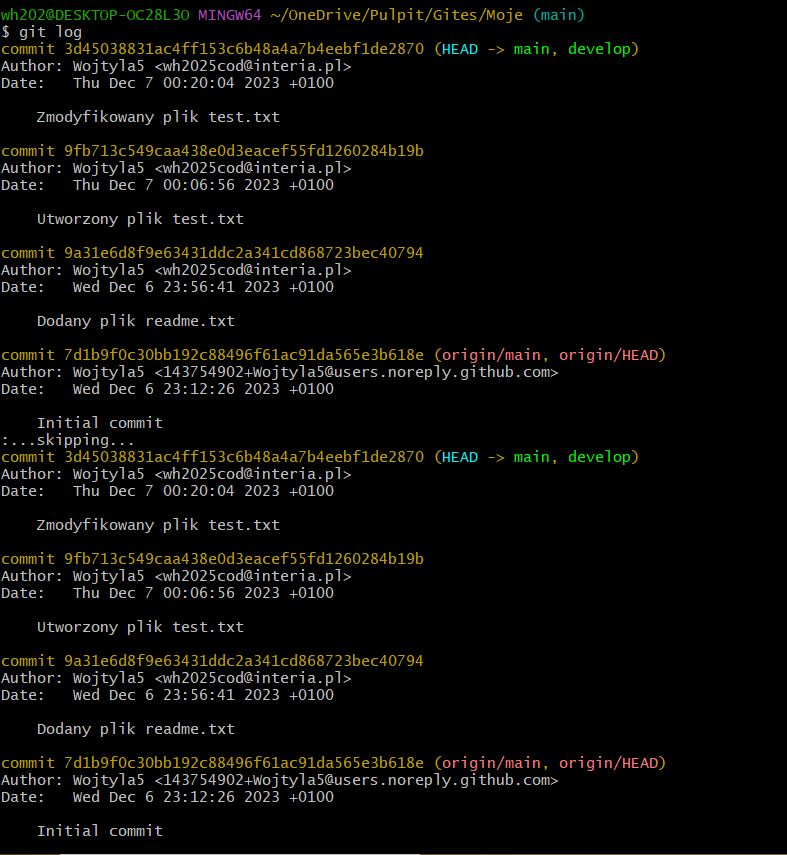 wh202@DESKTOP-OC28L3O MINGW64 ~/OneDrive/Pulpit/Gites/Moje (main)
$ git log
commit 3d45038831ac4ff153c6b48a4a7b4eebf1de2870 (HEAD -> main, develop)
Author: Wojtyla5 <wh2025cod@interia.pl>
Date:   Thu Dec 7 00:20:04 2023 +0100

    Zmodyfikowany plik test.txt

commit 9fb713c549caa438e0d3eacef55fd1260284b19b
Author: Wojtyla5 <wh2025cod@interia.pl>
Date:   Thu Dec 7 00:06:56 2023 +0100

    Utworzony plik test.txt

commit 9a31e6d8f9e63431ddc2a341cd868723bec40794
Author: Wojtyla5 <wh2025cod@interia.pl>
Date:   Wed Dec 6 23:56:41 2023 +0100

    Dodany plik readme.txt

commit 7d1b9f0c30bb192c88496f61ac91da565e3b618e (origin/main, origin/HEAD)
Author: Wojtyla5 <143754902+Wojtyla5@users.noreply.github.com>
Date:   Wed Dec 6 23:12:26 2023 +0100

    Initial commit
:...skipping...
commit 3d45038831ac4ff153c6b48a4a7b4eebf1de2870 (HEAD -> main, develop)
Author: Wojtyla5 <wh2025cod@interia.pl>
Date:   Thu Dec 7 00:20:04 2023 +0100

    Zmodyfikowany plik test.txt

commit 9fb713c549caa438e0d3eacef55fd1260284b19b
Author: Wojtyla5 <wh2025cod@interia.pl>
Date:   Thu Dec 7 00:06:56 2023 +0100

    Utworzony plik test.txt

commit 9a31e6d8f9e63431ddc2a341cd868723bec40794
Author: Wojtyla5 <wh2025cod@interia.pl>
Date:   Wed Dec 6 23:56:41 2023 +0100

    Dodany plik readme.txt

commit 7d1b9f0c30bb192c88496f61ac91da565e3b618e (origin/main, origin/HEAD)
Author: Wojtyla5 <143754902+Wojtyla5@users.noreply.github.com>
Date:   Wed Dec 6 23:12:26 2023 +0100

    Initial commit